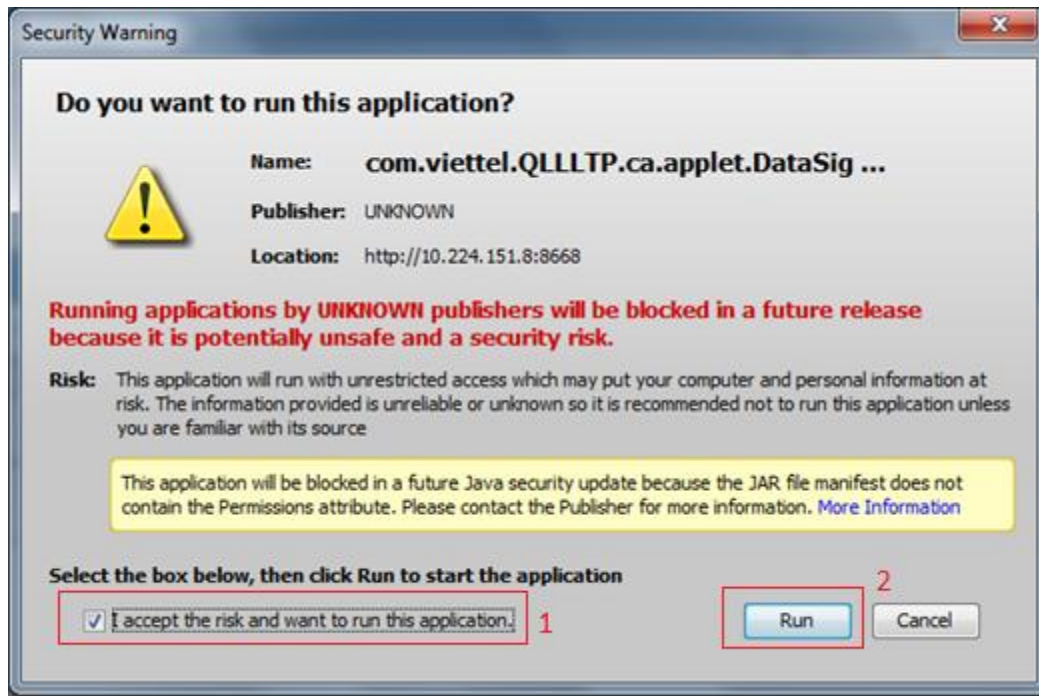 Security Warning
Do you want to run this application?
Name: com.viettel.QLLLTP.ca.applet.DataSig ...
Publisher: UNKNOWN
Location: http://10.224.151.8:8668
Running applications by UNKNOWN publishers will be blocked in a future release
because it is potentially unsafe and a security risk.
Risk: This application will run with unrestricted access which may put your computer and personal information at
risk. The information provided is unreliable or unknown so it is recommended not to run this application unless
you are familiar with its source
This application will be blocked in a future Java security update because the JAR file manifest does not
contain the Permissions attribute. Please contact the Publisher for more information. More Information
Select the box below, then click Run to start the application
I accept the risk and want to run this application. 1
2
Run Cancel